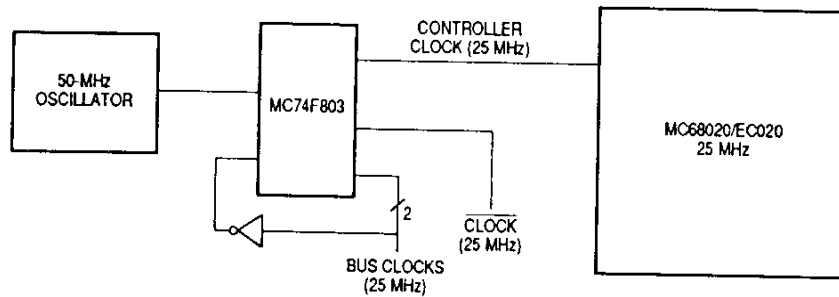 CONTROLLER
CLOCK (25 MHz)
50-MHz
OSCILLATOR
MC74F803
MC68020/EC020
25 MHz
2
CLOCK
(25 MHz)
BUS CLOCKS
(25 MHz)